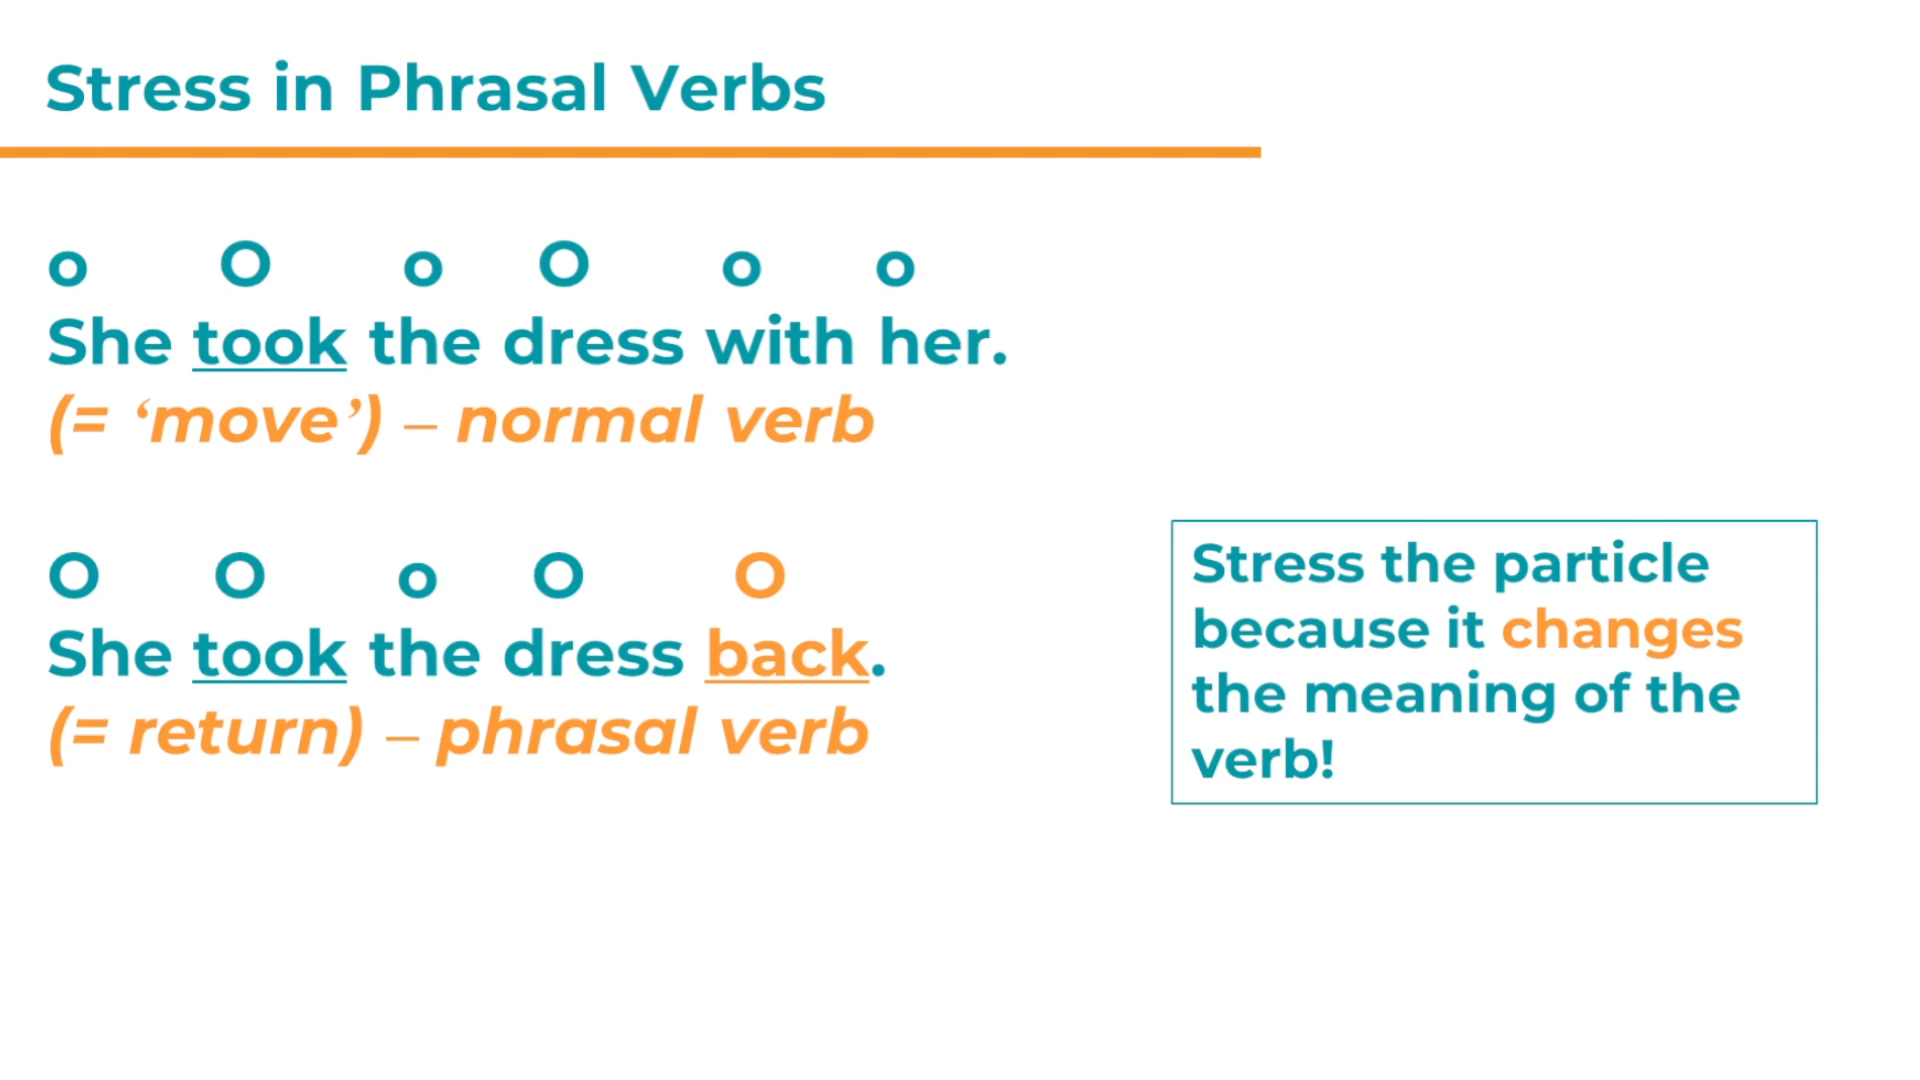 Stress in Phrasal Verbs
o O o O o o
She took the dress with her.
(= ‘move’) – normal verb
O O o O O
She took the dress back.
(= return) – phrasal verb
Stress the particle
because it changes
the meaning of the
verb!